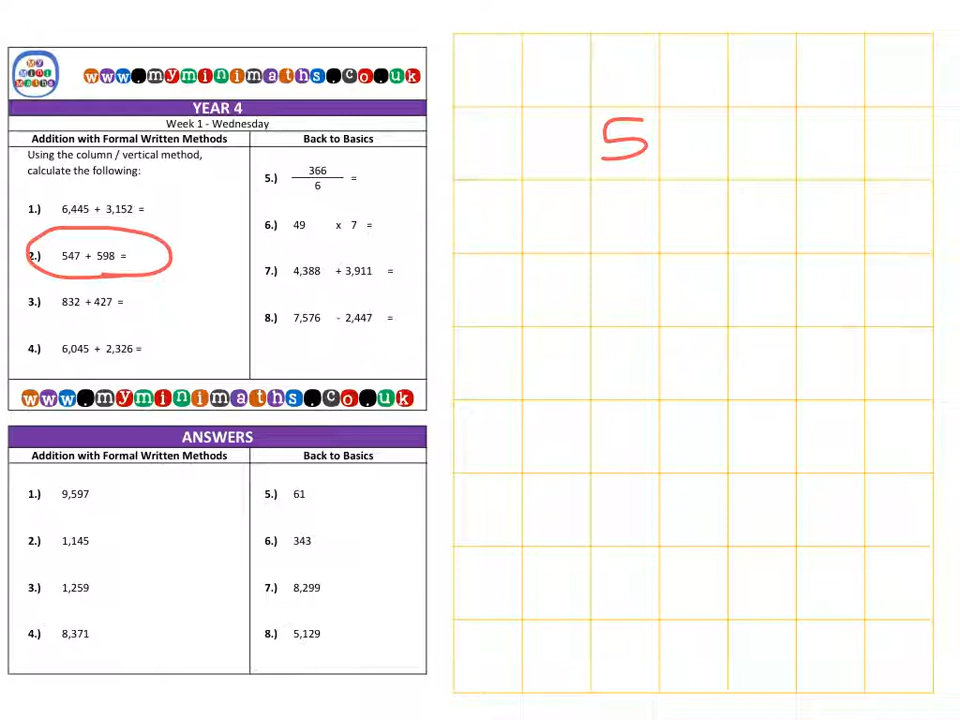 My
Mini
Maths
www.myminimaths.co.uk
YEAR 4
Week 1 - Wednesday
Addition with Formal Written Methods
Back to Basics
Using the column / vertical method,
calculate the following:
1.) 6,445 + 3,152 =
2.) 547 + 598 =
3.) 832 + 427 =
4.) 6,045 + 2,326 =
5.) 366
6 =
6.) 49 x 7 =
7.) 4,388 + 3,911 =
8.) 7,576 - 2,447 =
www.myminimaths.co.uk
ANSWERS
Addition with Formal Written Methods
Back to Basics
1.) 9,597
2.) 1,145
3.) 1,259
4.) 8,371
5.) 61
6.) 343
7.) 8,299
8.) 5,129
5